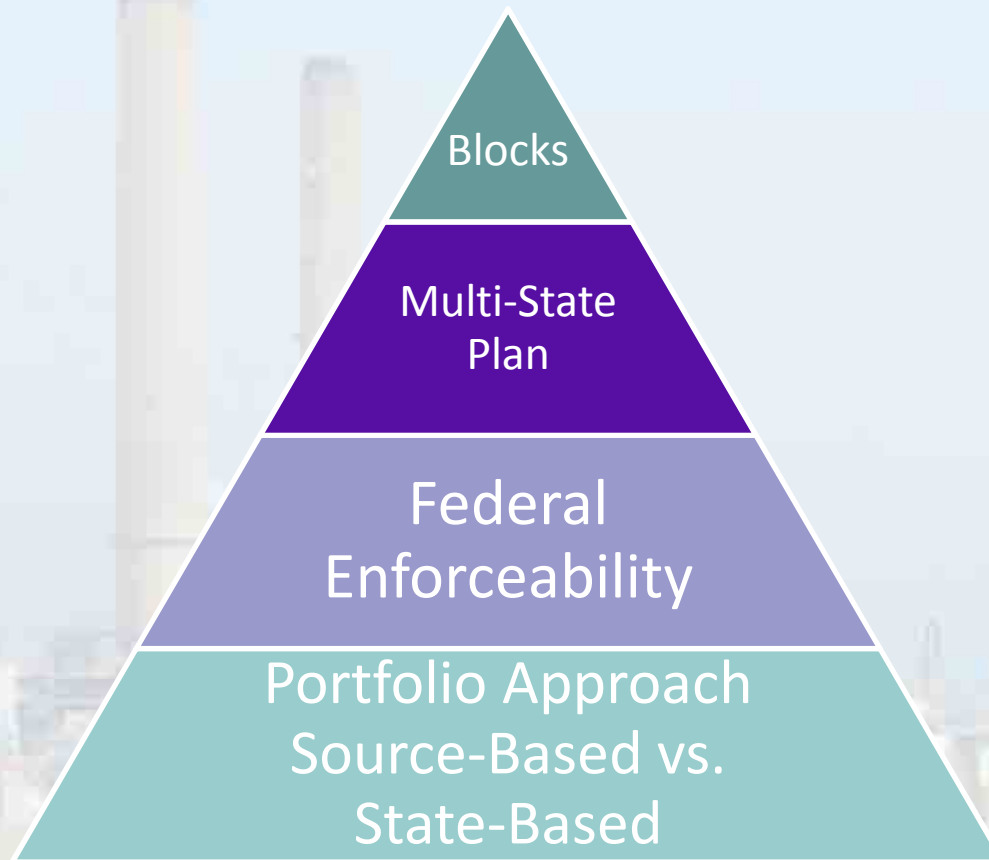 Blocks
Multi-State
Plan
Federal
Enforceability
Portfolio Approach
Source-Based vs.
State-Based